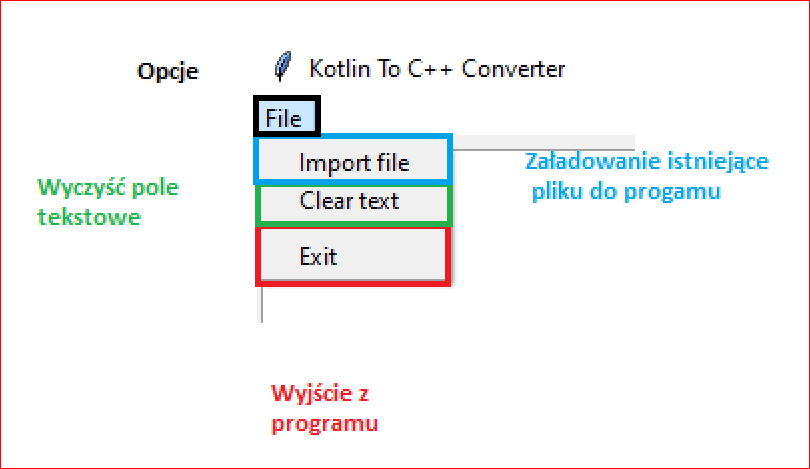 Opcje
Kotlin To C++ Converter
File
Import file
Clear text
Exit
Załadowanie istniejące
pliku do progamu
Wyczyść pole
tekstowe
Wyjście z
programu